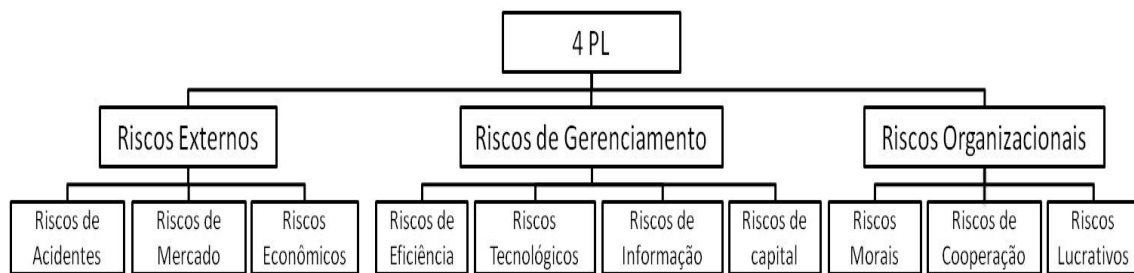 4 PL
Riscos Externos
Riscos de Gerenciamento
Riscos Organizacionais
Riscos de
Acidentes
Riscos de
Mercado
Riscos
Econômicos
Riscos de
Eficiência
Riscos
Tecnológicos
Riscos de
Informação
Riscos de
capital
Riscos
Morais
Riscos de
Cooperação
Riscos
Lucrativos